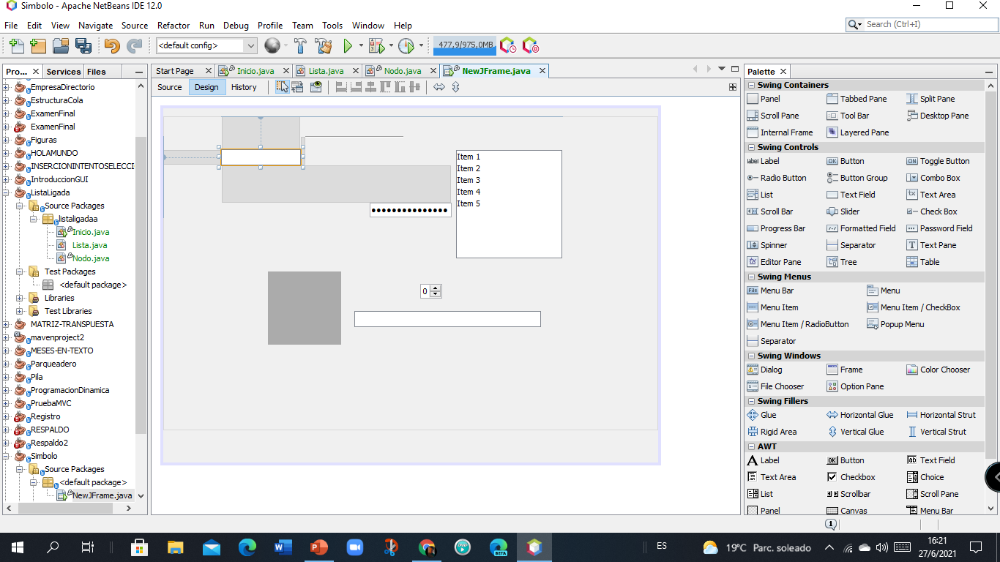 Simbolo - Apache NetBeans IDE 12.0
File Edit View Navigate Source Refactor Run Debug Profile Team Tools Window Help
Search (Ctrl+I)
<default config>
477,9/975,0MB
Pro... Services Files
EmpresaDirectorio
EstructuraCola
ExamenFinal
ExamenFinal
Figuras
HOLAMUNDO
INSERCIONINTENTOSELECCI
IntroduccionGUI
ListaLigada
Source Packages
listaligadaa
Inicio.java
Lista.java
Nodo.java
Test Packages
<default package>
Libraries
Test Libraries
MATRIZ-TRANSPUESTA
mavenproject2
MESES-EN-TEXTO
Parqueadero
Pila
ProgramacionDinamica
PruebaMVC
Registro
RESPALDO
Respaldo2
Simbolo
Source Packages
<default package>
NewJFrame.java
Start Page Inicio.java Lista.java Nodo.java NewJFrame.java
Source Design History
Item 1
Item 2
Item 3
Item 4
Item 5
0
Palette
Swing Containers
Panel Tabbed Pane Split Pane
Scroll Pane Tool Bar Desktop Pane
Internal Frame Layered Pane
Swing Controls
label Label OK Button ON Toggle Button
Radio Button Button Group Combo Box
List Text Field Text Area
Scroll Bar Slider Check Box
Progress Bar Formatted Field Password Field
Spinner Separator Text Pane
Editor Pane Tree Table
Swing Menus
File Menu Bar Menu
Menu Item Menu Item / CheckBox
Menu Item / RadioButton Popup Menu
Separator
Swing Windows
Dialog Frame Color Chooser
File Chooser Option Pane
Swing Fillers
Glue Horizontal Glue Horizontal Strut
Rigid Area Vertical Glue Vertical Strut
AWT
A Label OK Button ab Text Field
Text Area Checkbox Choice
List Scrollbar Scroll Pane
Panel Canvas Menu Bar
1
BETA
ES
19°C Parc. soleado
16:21
27/6/2021